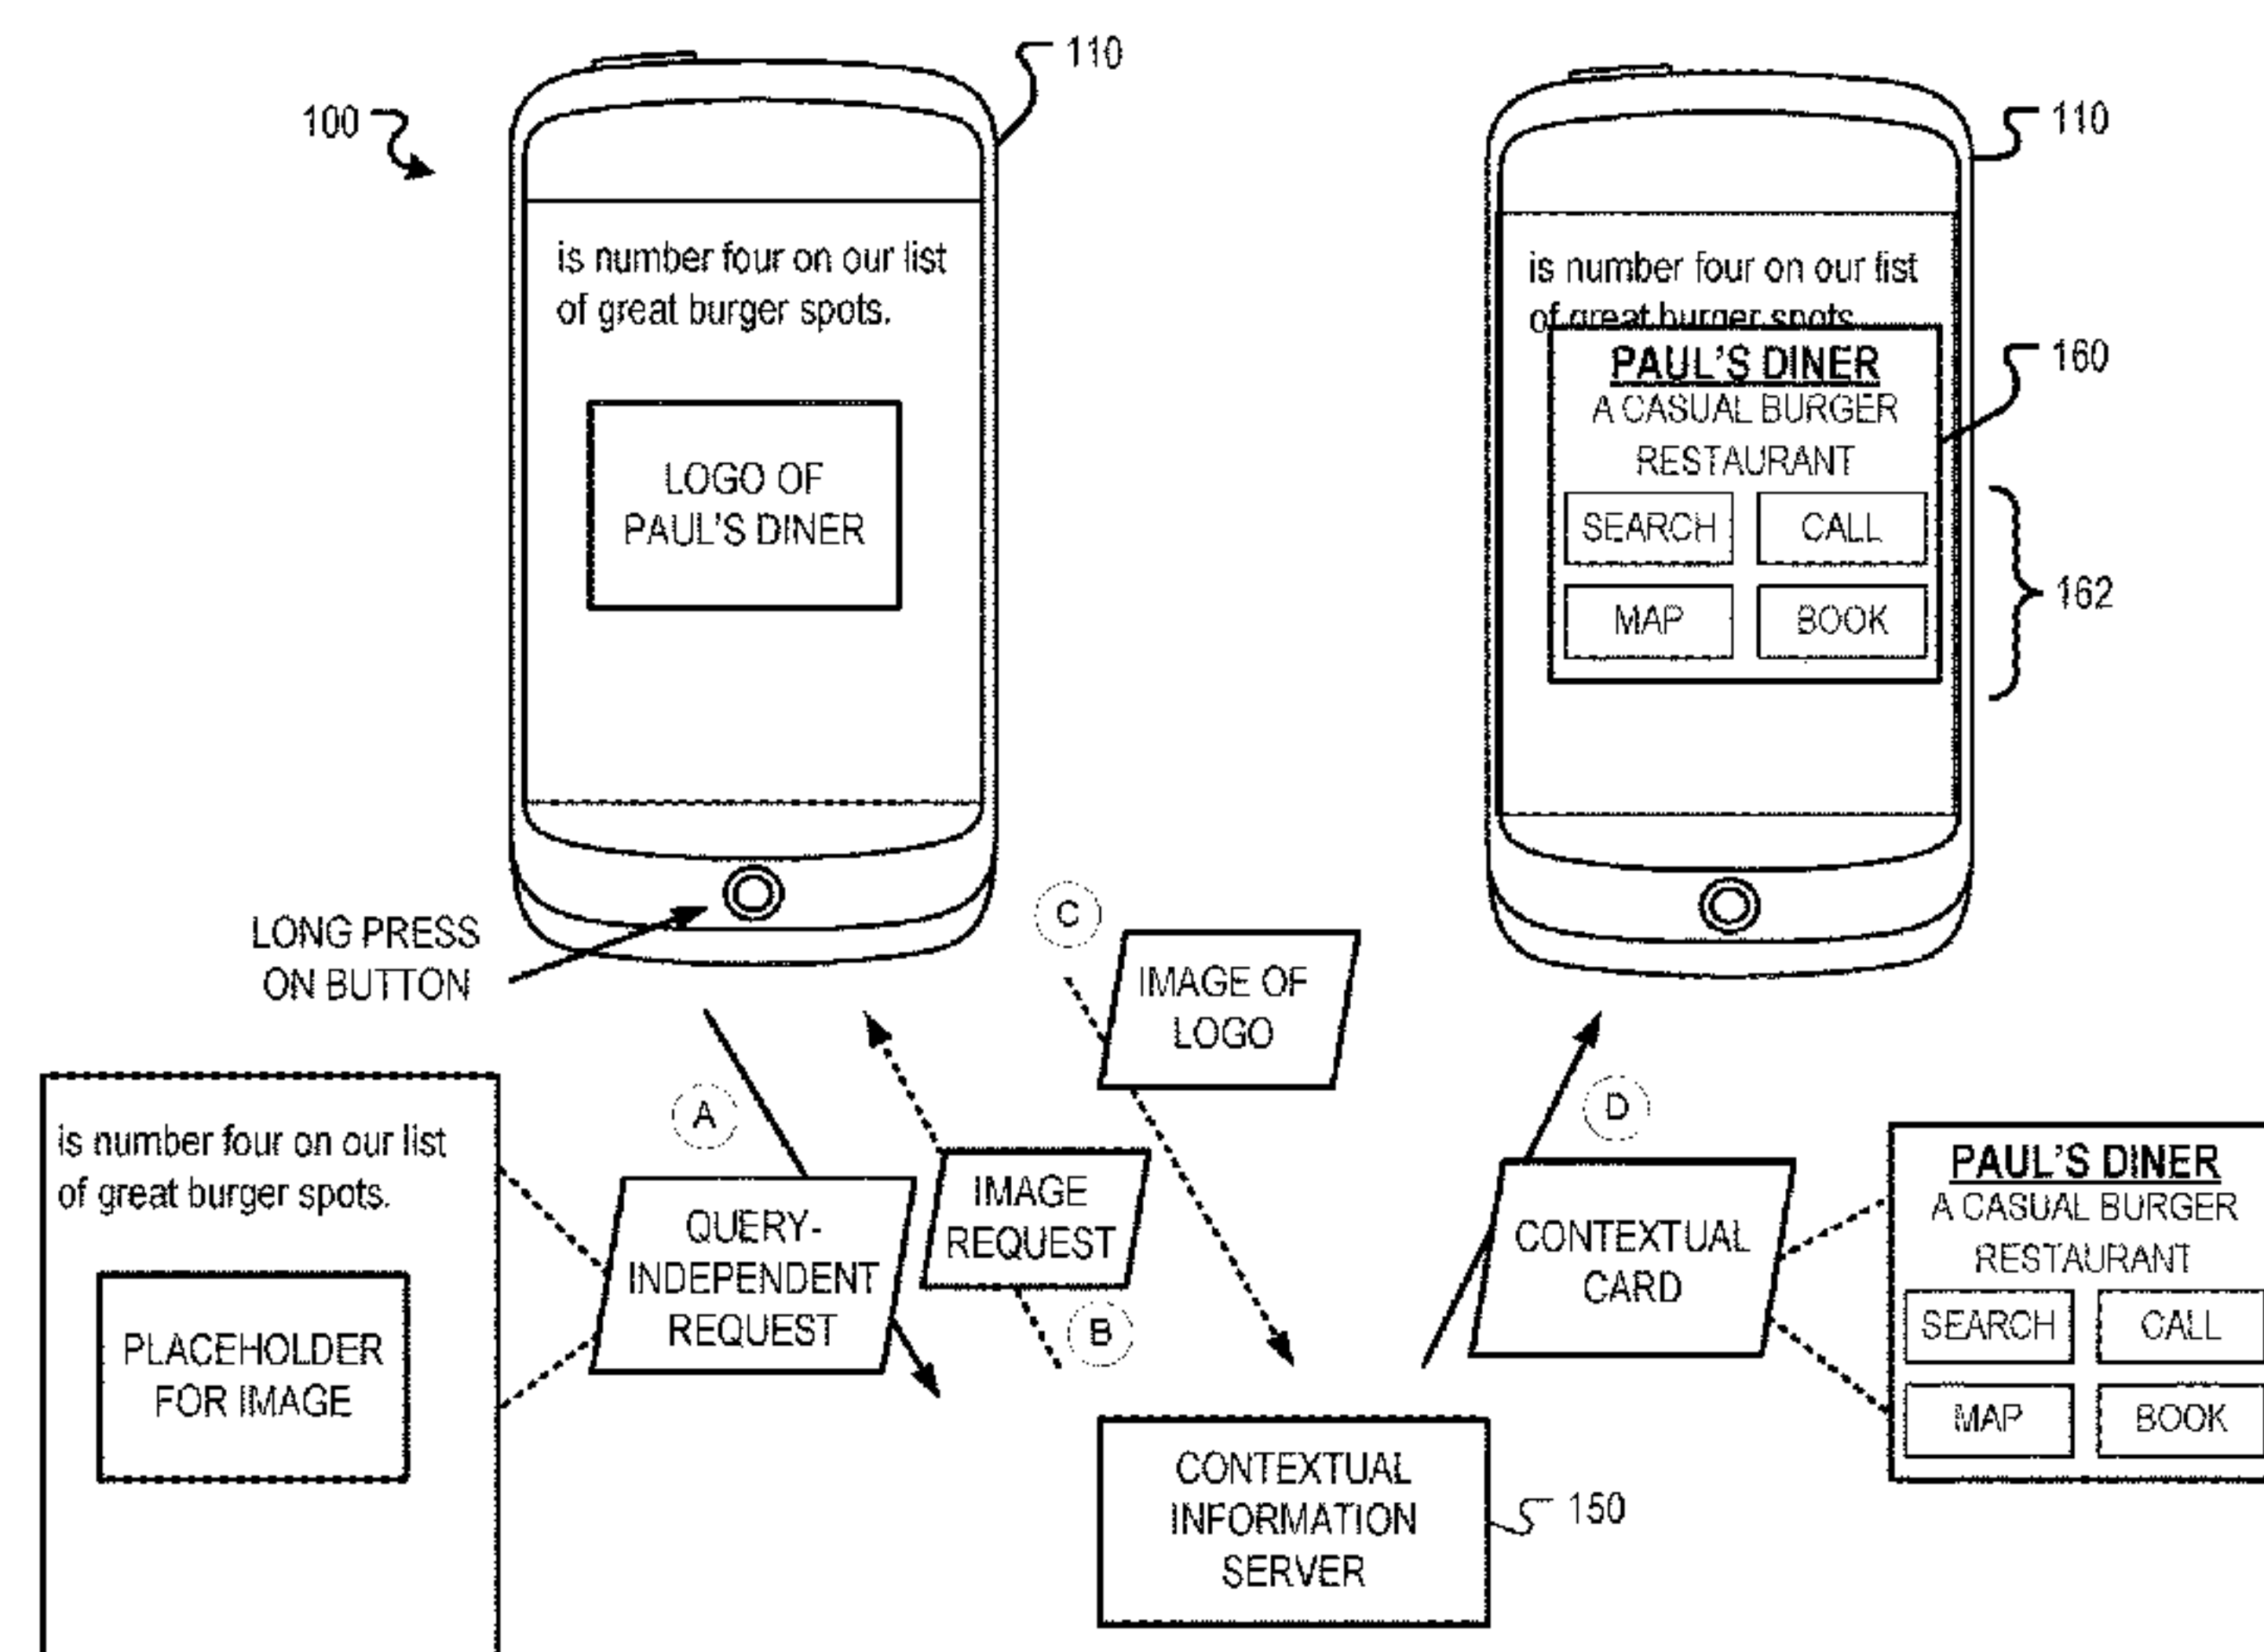 100
110
is number four on our list
of great burger spots.
LOGO OF
PAUL'S DINER
LONG PRESS
ON BUTTON
110
is number four on our list
of great burger spots
PAUL'S DINER
A CASUAL BURGER
RESTAURANT
SEARCH
CALL
MAP
BOOK
160
162
is number four on our list
of great burger spots.
PLACEHOLDER
FOR IMAGE
A
QUERY-
INDEPENDENT
REQUEST
IMAGE
REQUEST
B
C
IMAGE OF
LOGO
D
CONTEXTUAL
CARD
PAUL'S DINER
A CASUAL BURGER
RESTAURANT
SEARCH
CALL
MAP
BOOK
CONTEXTUAL
INFORMATION
SERVER
150